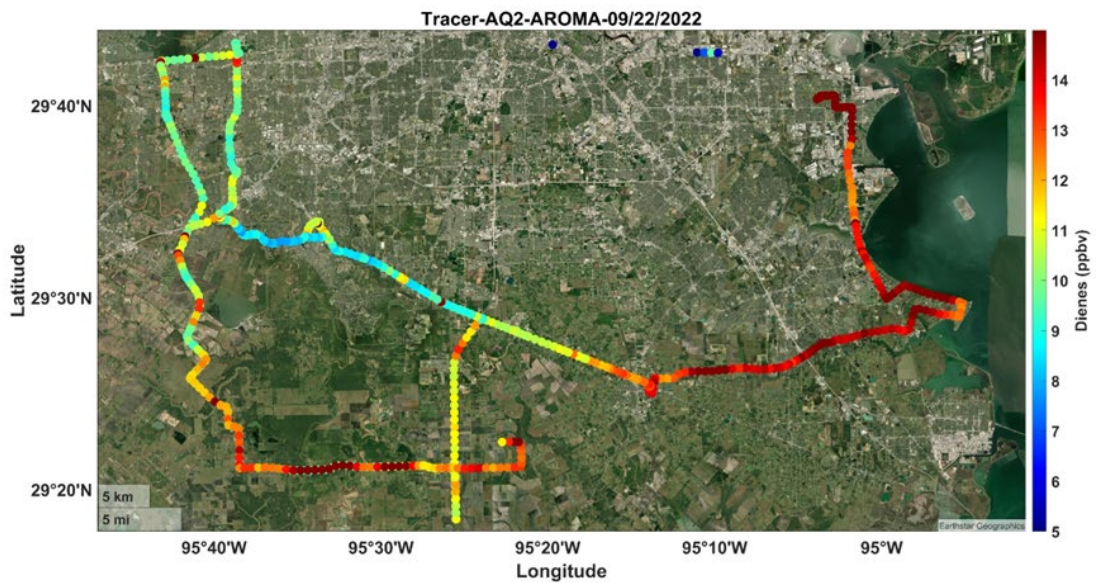 Tracer-AQ2-AROMA-09/22/2022
29°40'N
29°30'N
29°20'N
Latitude
5 km
5 mi
Earthstar Geographics
95°40'W 95°30'W 95°20'W 95°10'W 95°W
Longitude
14
13
12
11
10
9
8
7
6
5
Dienes (ppbv)